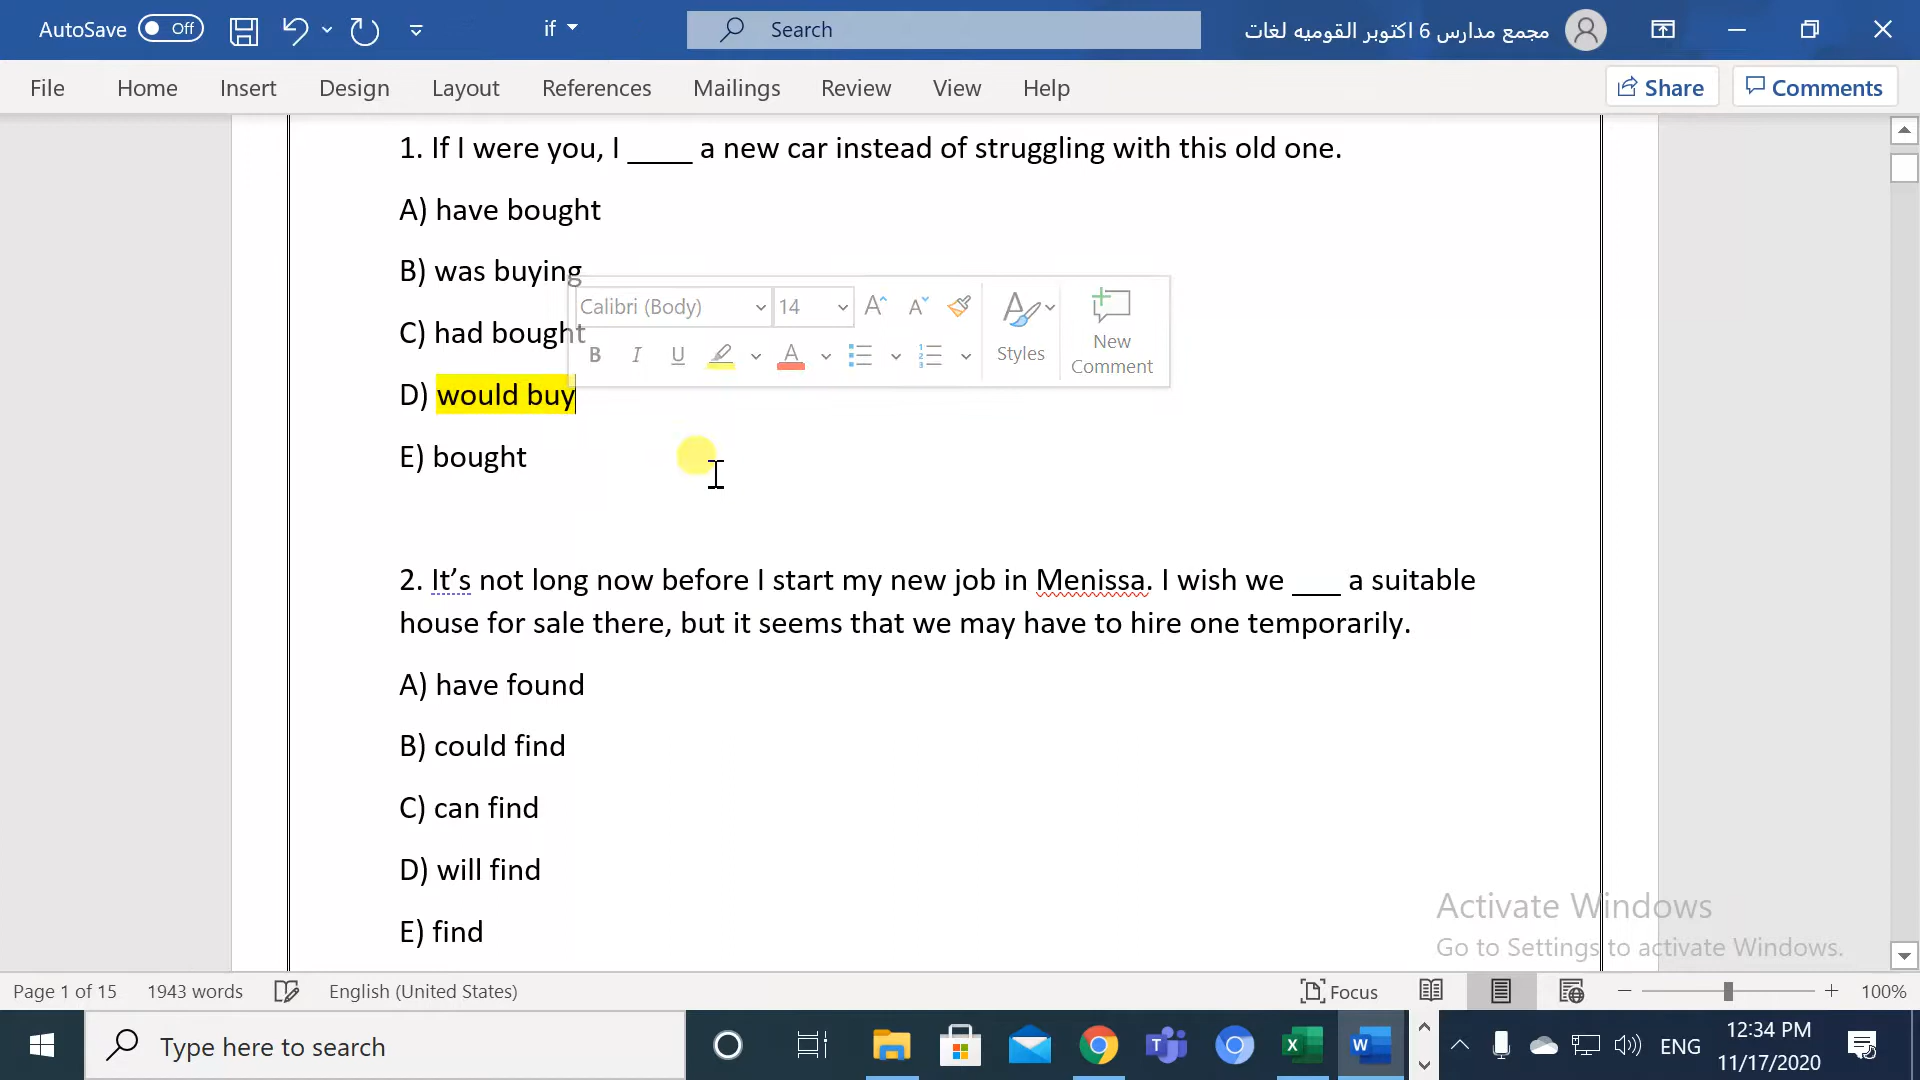 AutoSave Off if Search مجمع مدارس 6 اكتوبر القوميه لغات
File Home Insert Design Layout References Mailings Review View Help Share Comments
1. If I were you, I ____ a new car instead of struggling with this old one.
A) have bought
B) was buying
Calibri (Body) 14
C) had bought
B I U Styles New Comment
D) would buy
E) bought
2. It’s not long now before I start my new job in Menissa. I wish we ___ a suitable
house for sale there, but it seems that we may have to hire one temporarily.
A) have found
B) could find
C) can find
D) will find
E) find
Activate Windows
Go to Settings to activate Windows.
Page 1 of 15 1943 words English (United States) Focus 100%
Type here to search ENG 12:34 PM
11/17/2020